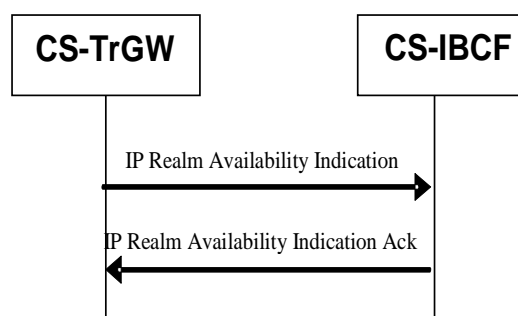 CS-TrGW
CS-IBCF
IP Realm Availability Indication
IP Realm Availability Indication Ack